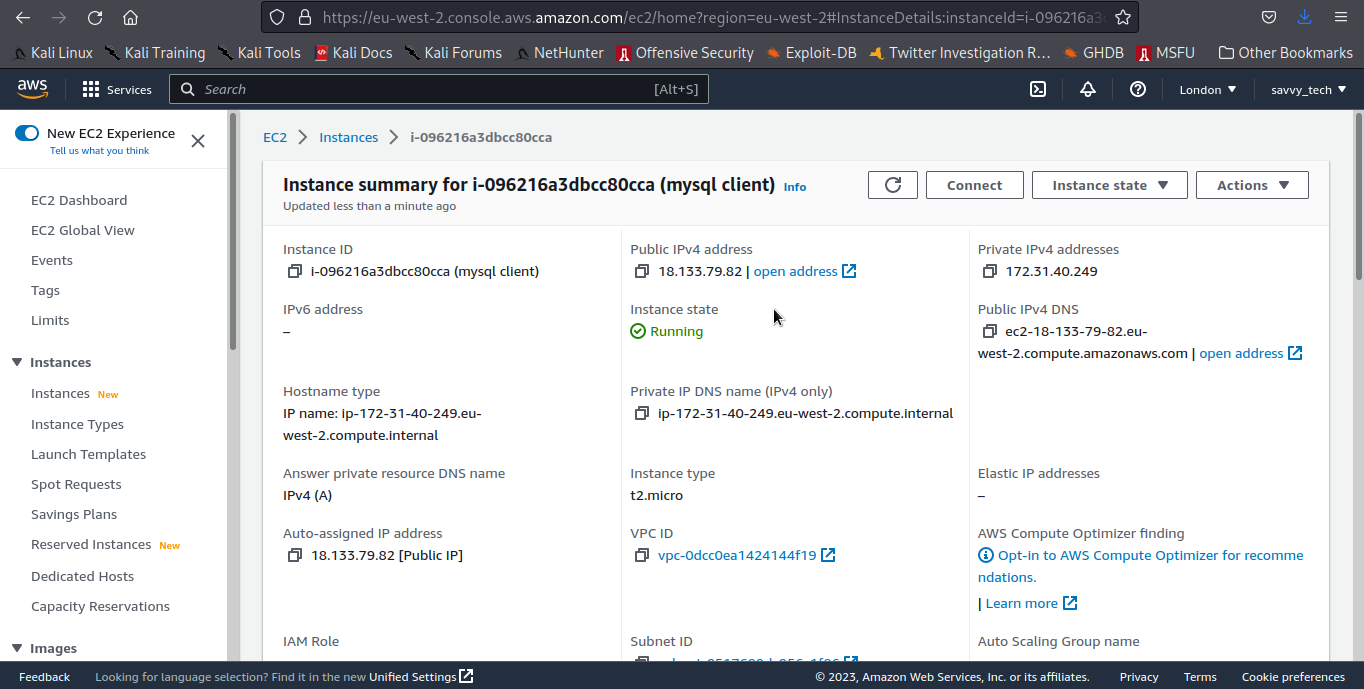 https://eu-west-2.console.aws.amazon.com/ec2/home?region=eu-west-2#InstanceDetails:instanceId=i-096216a3
Kali Linux Kali Training Kali Tools Kali Docs Kali Forums NetHunter Offensive Security Exploit-DB Twitter Investigation R... GHDB MSFU Other Bookmarks
aws Services Search [Alt+S] London savvy_tech
New EC2 Experience
Tell us what you think
EC2 Dashboard
EC2 Global View
Events
Tags
Limits
Instances
Instances New
Instance Types
Launch Templates
Spot Requests
Savings Plans
Reserved Instances New
Dedicated Hosts
Capacity Reservations
Images
EC2 Instances i-096216a3dbcc80cca
Instance summary for i-096216a3dbcc80cca (mysql client) Info
Updated less than a minute ago
Connect Instance state Actions
Instance ID
i-096216a3dbcc80cca (mysql client)
Public IPv4 address
18.133.79.82 | open address
Private IPv4 addresses
172.31.40.249
IPv6 address
–
Instance state
Running
Public IPv4 DNS
ec2-18-133-79-82.eu-
west-2.compute.amazonaws.com | open address
Hostname type
IP name: ip-172-31-40-249.eu-
west-2.compute.internal
Private IP DNS name (IPv4 only)
ip-172-31-40-249.eu-west-2.compute.internal
Answer private resource DNS name
IPv4 (A)
Instance type
t2.micro
Elastic IP addresses
–
Auto-assigned IP address
18.133.79.82 [Public IP]
VPC ID
vpc-0dcc0ea1424144f19
AWS Compute Optimizer finding
Opt-in to AWS Compute Optimizer for recomme
ndations.
| Learn more
IAM Role
Subnet ID
Auto Scaling Group name
Feedback Looking for language selection? Find it in the new Unified Settings © 2023, Amazon Web Services, Inc. or its affiliates. Privacy Terms Cookie preferences